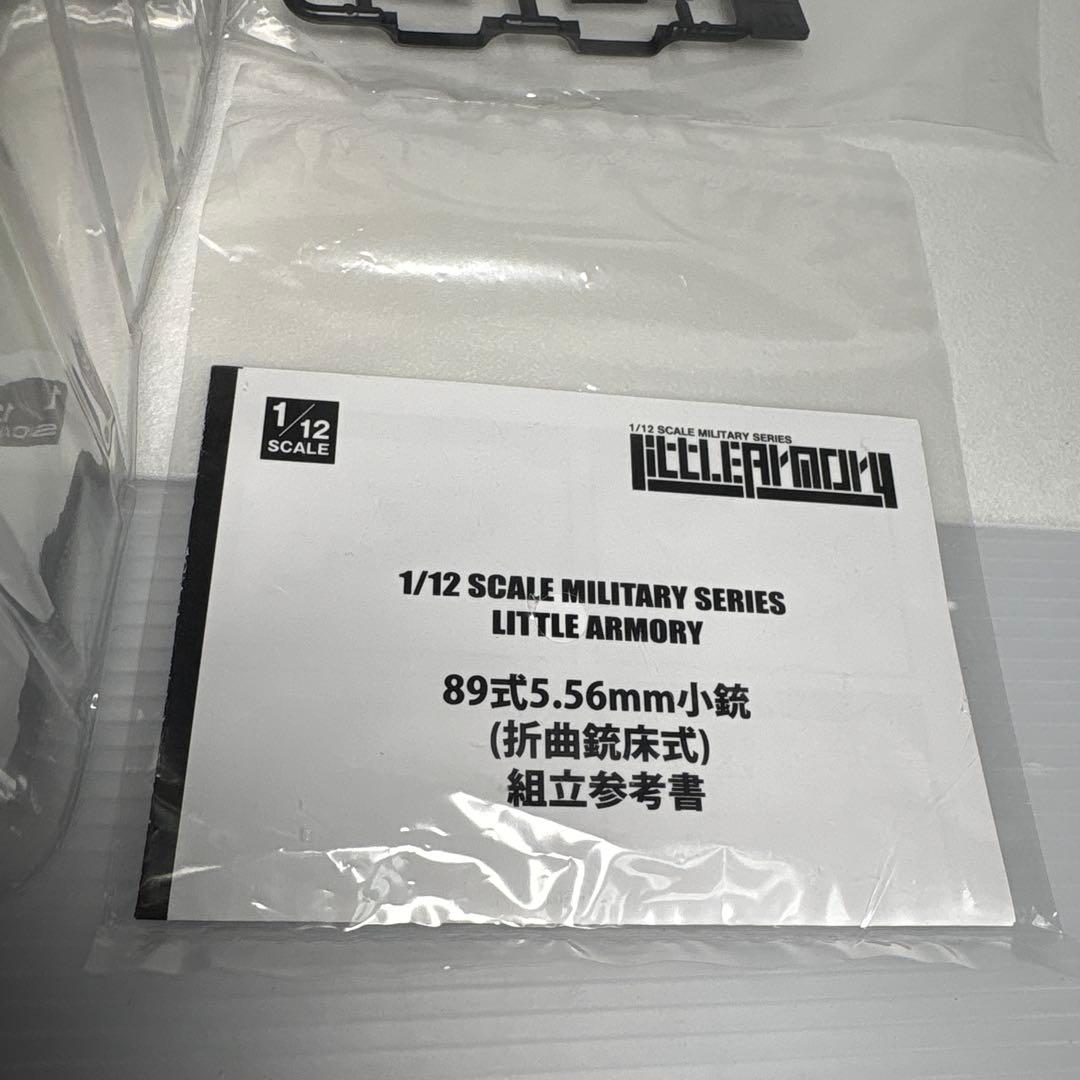 1/12
SCALE
1/12 SCALE MILITARY SERIES
LITTLEARMORY
1/12 SCALE MILITARY SERIES
LITTLE ARMORY
89式5.56mm小銃
(折曲銃床式)
組立参考書